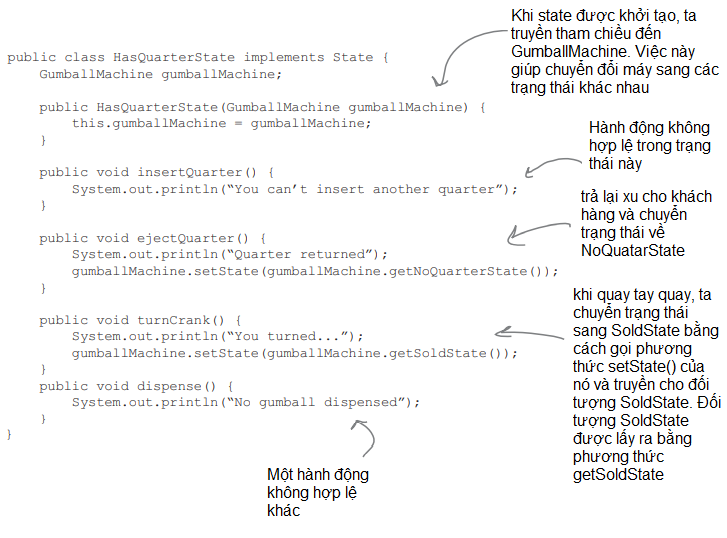 public class HasQuarterState implements State {
GumballMachine gumballMachine;
public HasQuarterState(GumballMachine gumballMachine) {
this.gumballMachine = gumballMachine;
}
public void insertQuarter() {
System.out.println(“You can’t insert another quarter”);
}
public void ejectQuarter() {
System.out.println(“Quarter returned”);
gumballMachine.setState(gumballMachine.getNoQuarterState());
}
public void turnCrank() {
System.out.println(“You turned...”);
gumballMachine.setState(gumballMachine.getSoldState());
}
public void dispense() {
System.out.println(“No gumball dispensed”);
}
}
Khi state được khởi tạo, ta
truyền tham chiếu đến
GumballMachine. Việc này
giúp chuyển đổi máy sang các
trạng thái khác nhau
Hành động không
hợp lệ trong trạng
thái này
trả lại xu cho khách
hàng và chuyển
trạng thái về
NoQuatarState
khi quay tay quay, ta
chuyển trạng thái
sang SoldState bằng
cách gọi phương
thức setState() của
nó và truyền cho đối
tượng SoldState. Đối
tượng SoldState
được lấy ra bằng
phương thức
getSoldState
Một hành động
không hợp lệ
khác